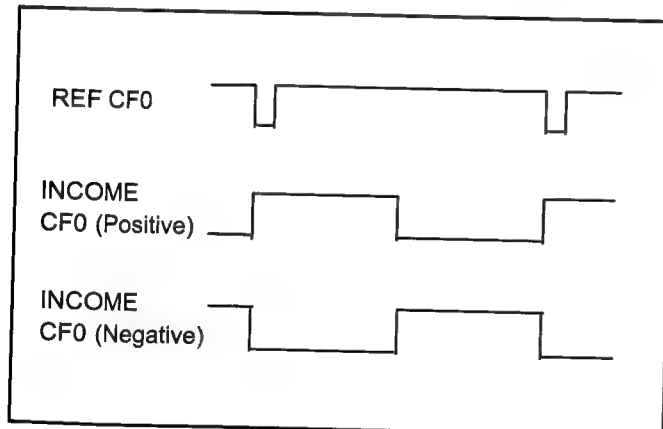 REF CF0
INCOME
CF0 (Positive)
INCOME
CF0 (Negative)